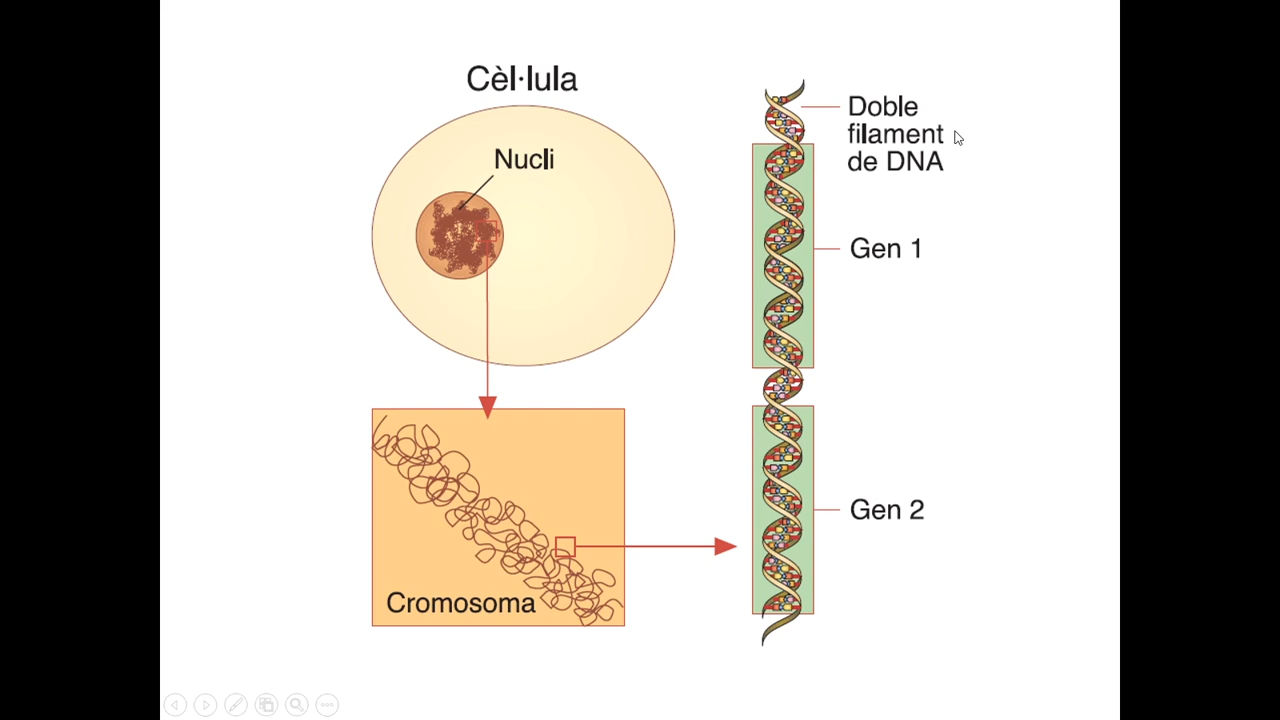 Cèl·lula
Nucli
Doble
filament
de DNA
Gen 1
Gen 2
Cromosoma